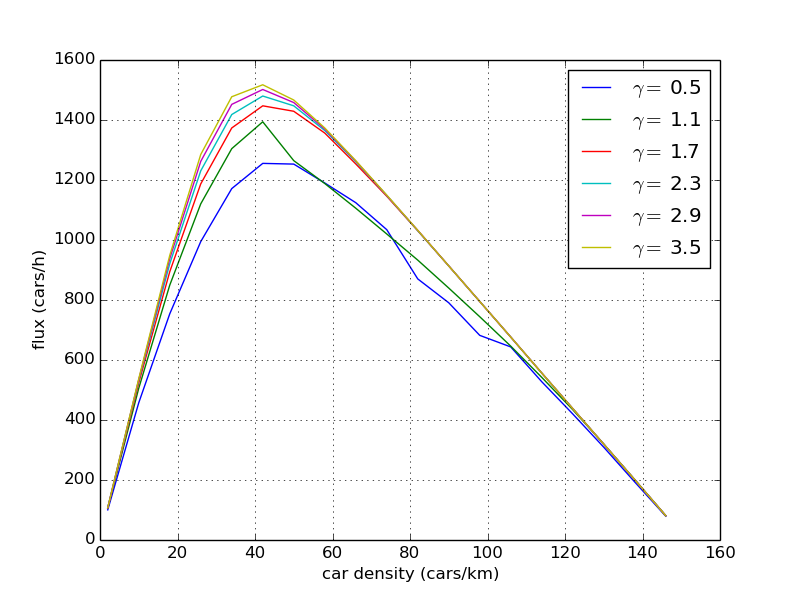 1600
1400
1200
1000
800
600
400
200
0
flux (cars/h)
γ = 0.5
γ = 1.1
γ = 1.7
γ = 2.3
γ = 2.9
γ = 3.5
0 20 40 60 80 100 120 140 160
car density (cars/km)